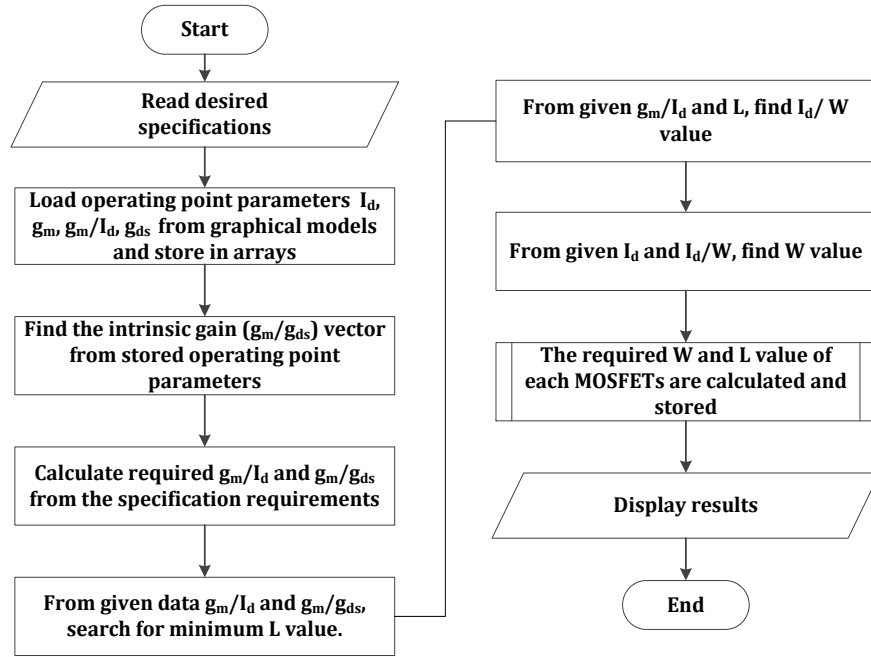 Start
Read desired
specifications
Load operating point parameters I_d,
g_m, g_m/I_d, g_ds from graphical models
and store in arrays
Find the intrinsic gain (g_m/g_ds) vector
from stored operating point
parameters
Calculate required g_m/I_d and g_m/g_ds
from the specification requirements
From given data g_m/I_d and g_m/g_ds,
search for minimum L value.
From given g_m/I_d and L, find I_d/ W
value
From given I_d and I_d/W, find W value
The required W and L value of
each MOSFETs are calculated and
stored
Display results
End